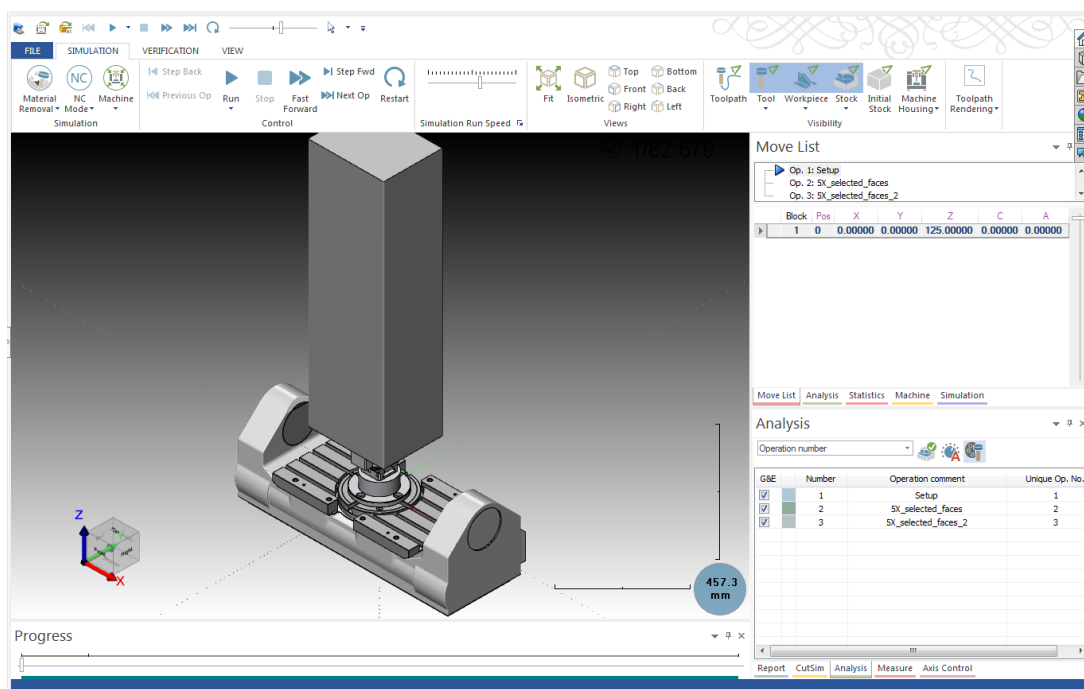 FILE SIMULATION VERIFICATION VIEW
Step Back
Previous Op
Step Fwd
Next Op
Top Bottom
Front Back
Right Left
Material Removal
NC Mode
Machine
Run
Stop
Fast Forward
Restart
Fit
Isometric
Toolpath
Tool
Workpiece
Stock
Initial Stock
Machine Housing
Toolpath Rendering
Simulation
Control
Simulation Run Speed
Views
Visibility
1/82 679
Move List
Op. 1: Setup
Op. 2: 5X_selected_faces
Op. 3: 5X_selected_faces_2
Block Pos X Y Z C A
1 0 0.00000 0.00000 125.00000 0.00000 0.00000
Move List Analysis Statistics Machine Simulation
Analysis
Operation number
G&E Number Operation comment Unique Op. No.
1 Setup 1
2 5X_selected_faces 2
3 5X_selected_faces_2 3
Report CutSim Analysis Measure Axis Control
Z
X
457.3
mm
Progress